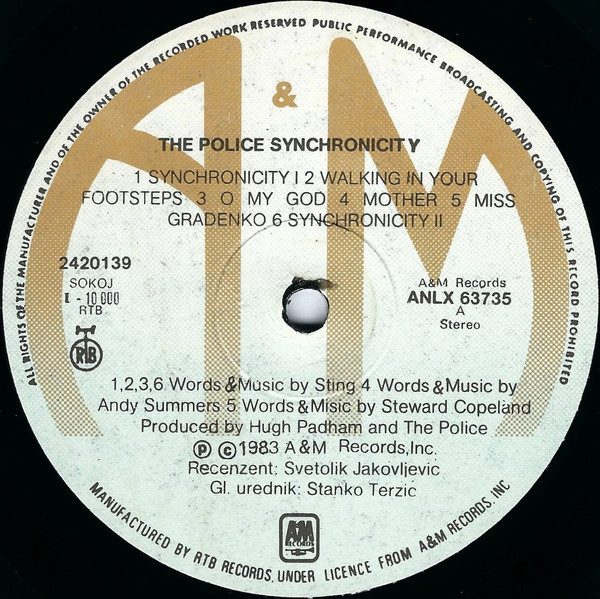 ALL RIGHTS OF THE MANUFACTURER AND OF THE OWNER OF THE RECORDED WORK RESERVED PUBLIC PERFORMANCE BROADCASTING AND COPYING OF THIS RECORD PROHIBITED
A & M
THE POLICE SYNCHRONICITY
1 SYNCHRONICITY I 2 WALKING IN YOUR
FOOTSTEPS 3 O MY GOD 4 MOTHER 5 MISS
GRADENKO 6 SYNCHRONICITY II
2420139
SOKOJ
I - 10 000
RTB
RTB
A&M Records
ANLX 63735
A
Stereo
1,2,3,6 Words & Music by Sting 4 Words & Music by
Andy Summers 5 Words & Misic by Steward Copeland
Produced by Hugh Padham and The Police
℗ © 1983 A & M Records, Inc.
Recenzent: Svetolik Jakovljevic
Gl. urednik: Stanko Terzic
A&M
RECORDS
MANUFACTURED BY RTB RECORDS, UNDER LICENCE FROM A&M RECORDS, INC